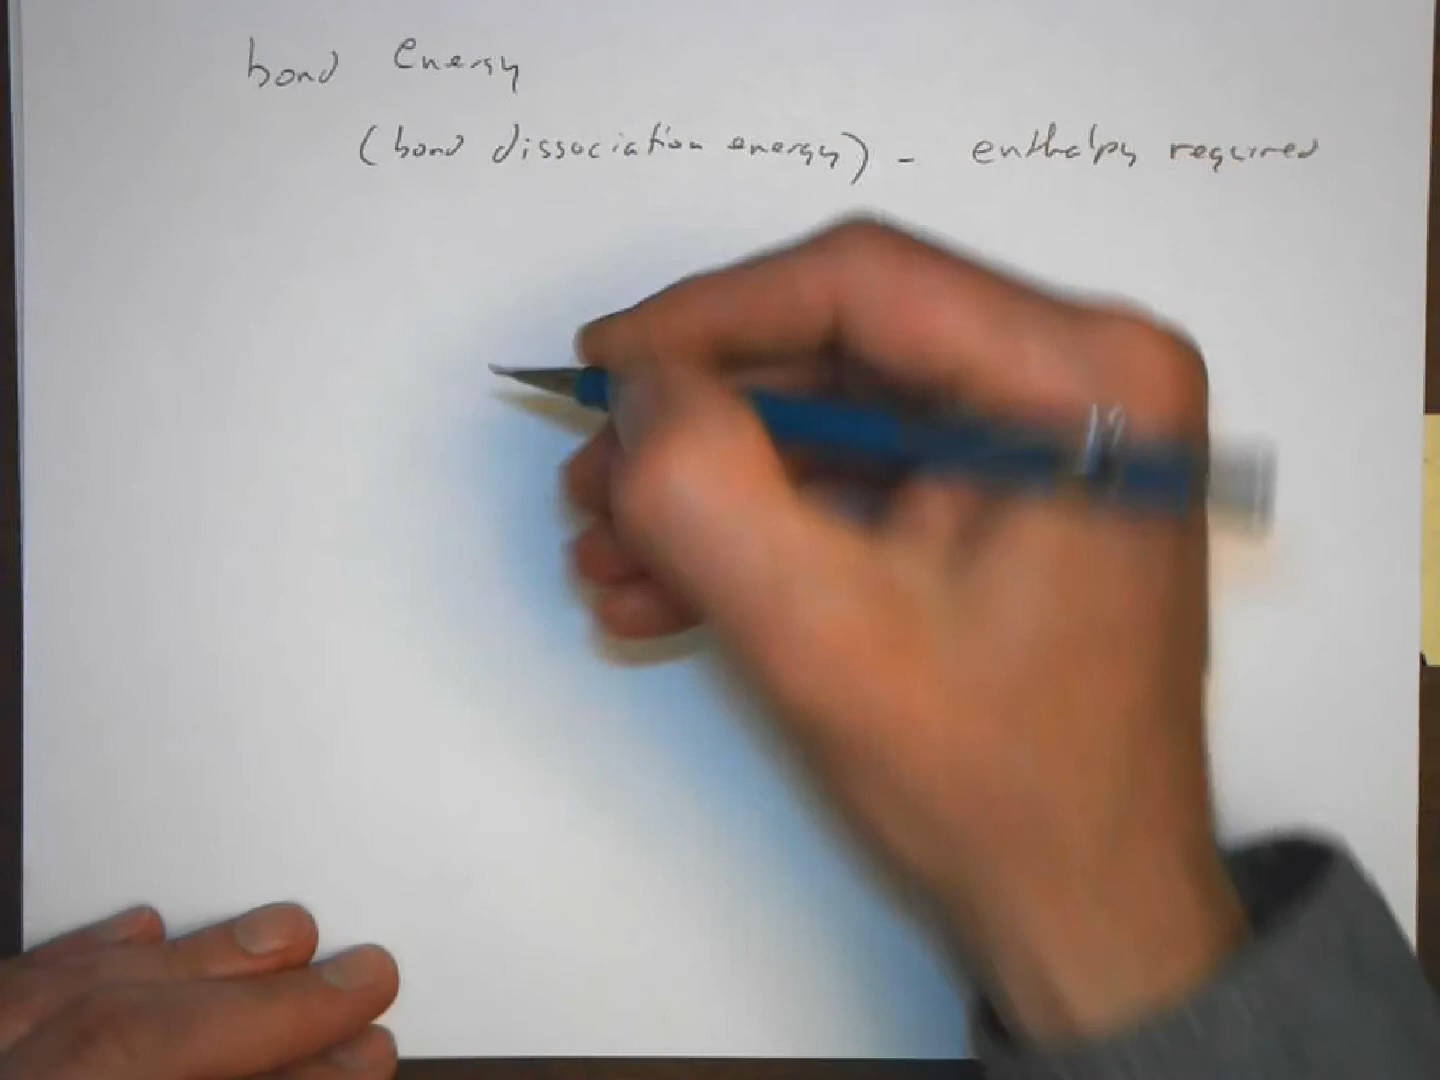 bond energy
(bond dissociation energy) - enthalpy required